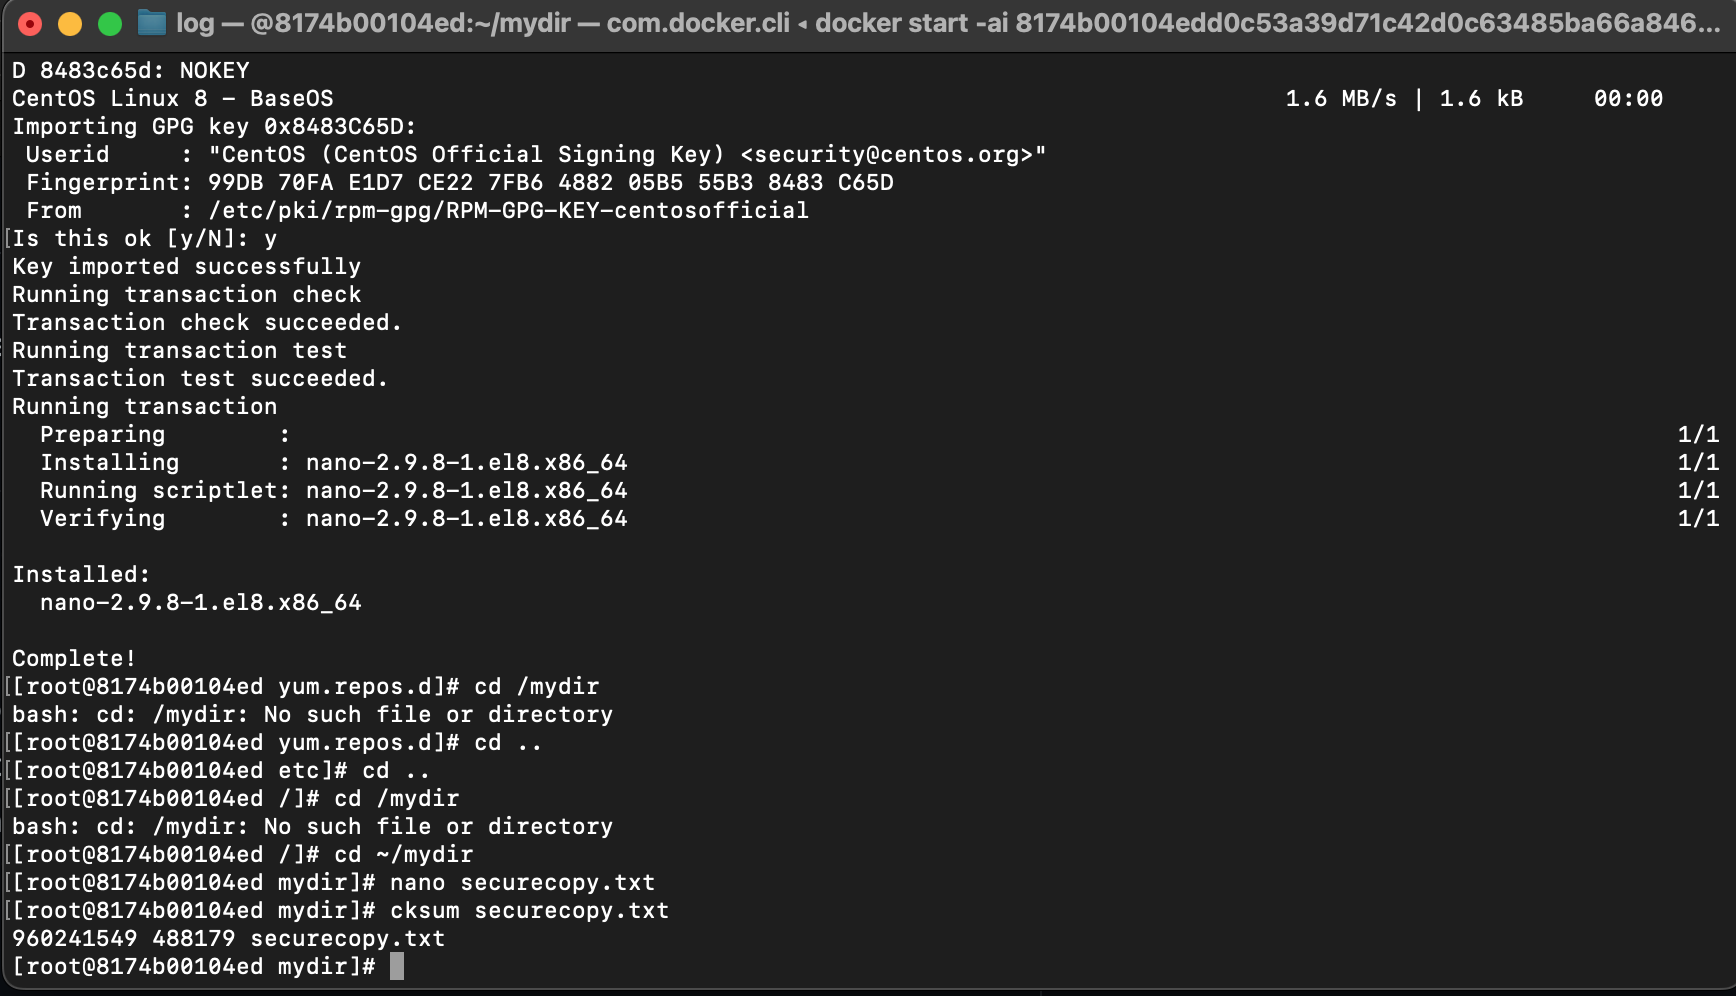 log — @8174b00104ed:~/mydir — com.docker.cli ◂ docker start -ai 8174b00104edd0c53a39d71c42d0c63485ba66a846...
D 8483c65d: NOKEY
CentOS Linux 8 - BaseOS 1.6 MB/s | 1.6 kB 00:00
Importing GPG key 0x8483C65D:
Userid : "CentOS (CentOS Official Signing Key) <security@centos.org>"
Fingerprint: 99DB 70FA E1D7 CE22 7FB6 4882 05B5 55B3 8483 C65D
From : /etc/pki/rpm-gpg/RPM-GPG-KEY-centosofficial
[Is this ok [y/N]: y
Key imported successfully
Running transaction check
Transaction check succeeded.
Running transaction test
Transaction test succeeded.
Running transaction
Preparing : 1/1
Installing : nano-2.9.8-1.el8.x86_64 1/1
Running scriptlet: nano-2.9.8-1.el8.x86_64 1/1
Verifying : nano-2.9.8-1.el8.x86_64 1/1
Installed:
nano-2.9.8-1.el8.x86_64
Complete!
[[root@8174b00104ed yum.repos.d]# cd /mydir
bash: cd: /mydir: No such file or directory
[[root@8174b00104ed yum.repos.d]# cd ..
[[root@8174b00104ed etc]# cd ..
[[root@8174b00104ed /]# cd /mydir
bash: cd: /mydir: No such file or directory
[[root@8174b00104ed /]# cd ~/mydir
[[root@8174b00104ed mydir]# nano securecopy.txt
[[root@8174b00104ed mydir]# cksum securecopy.txt
960241549 488179 securecopy.txt
[root@8174b00104ed mydir]#